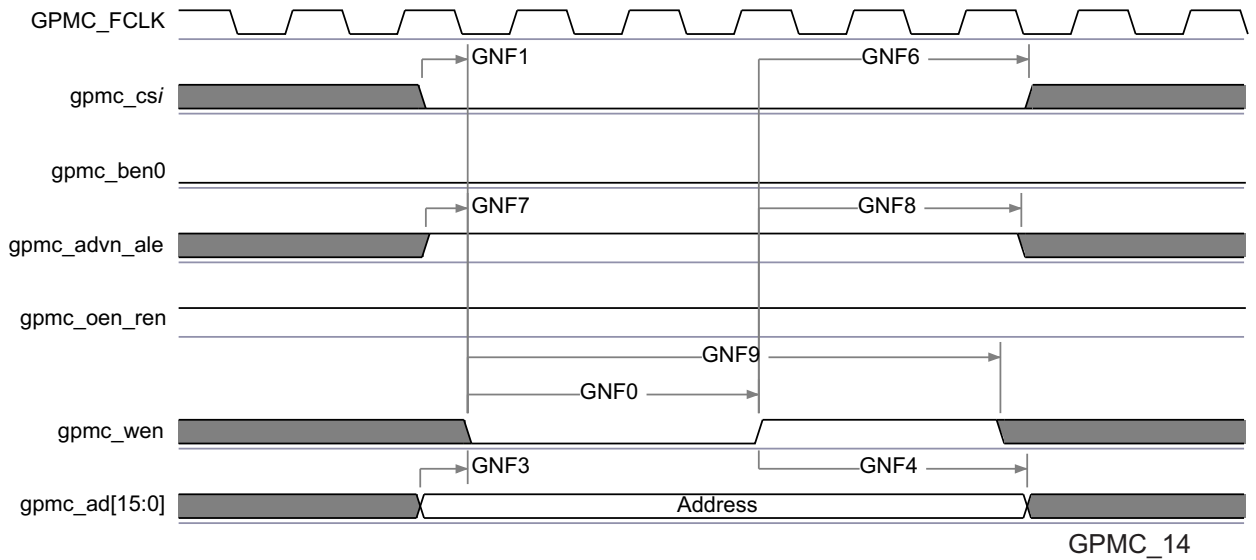 GPMC_FCLK
GNF1
GNF6
gpmc_csi
gpmc_ben0
GNF7
GNF8
gpmc_advn_ale
gpmc_oen_ren
GNF9
GNF0
gpmc_wen
GNF3
GNF4
gpmc_ad[15:0]
Address
GPMC_14